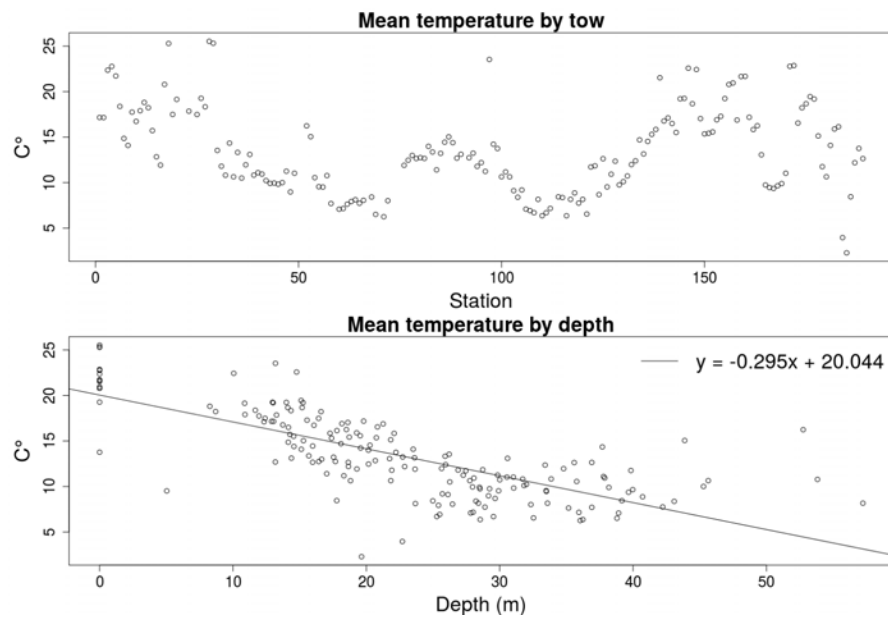 Mean temperature by tow
25
20
15
10
5
C°
0 50 100 150
Station
Mean temperature by depth
25
20
15
10
5
C°
y = -0.295x + 20.044
0 10 20 30 40 50
Depth (m)